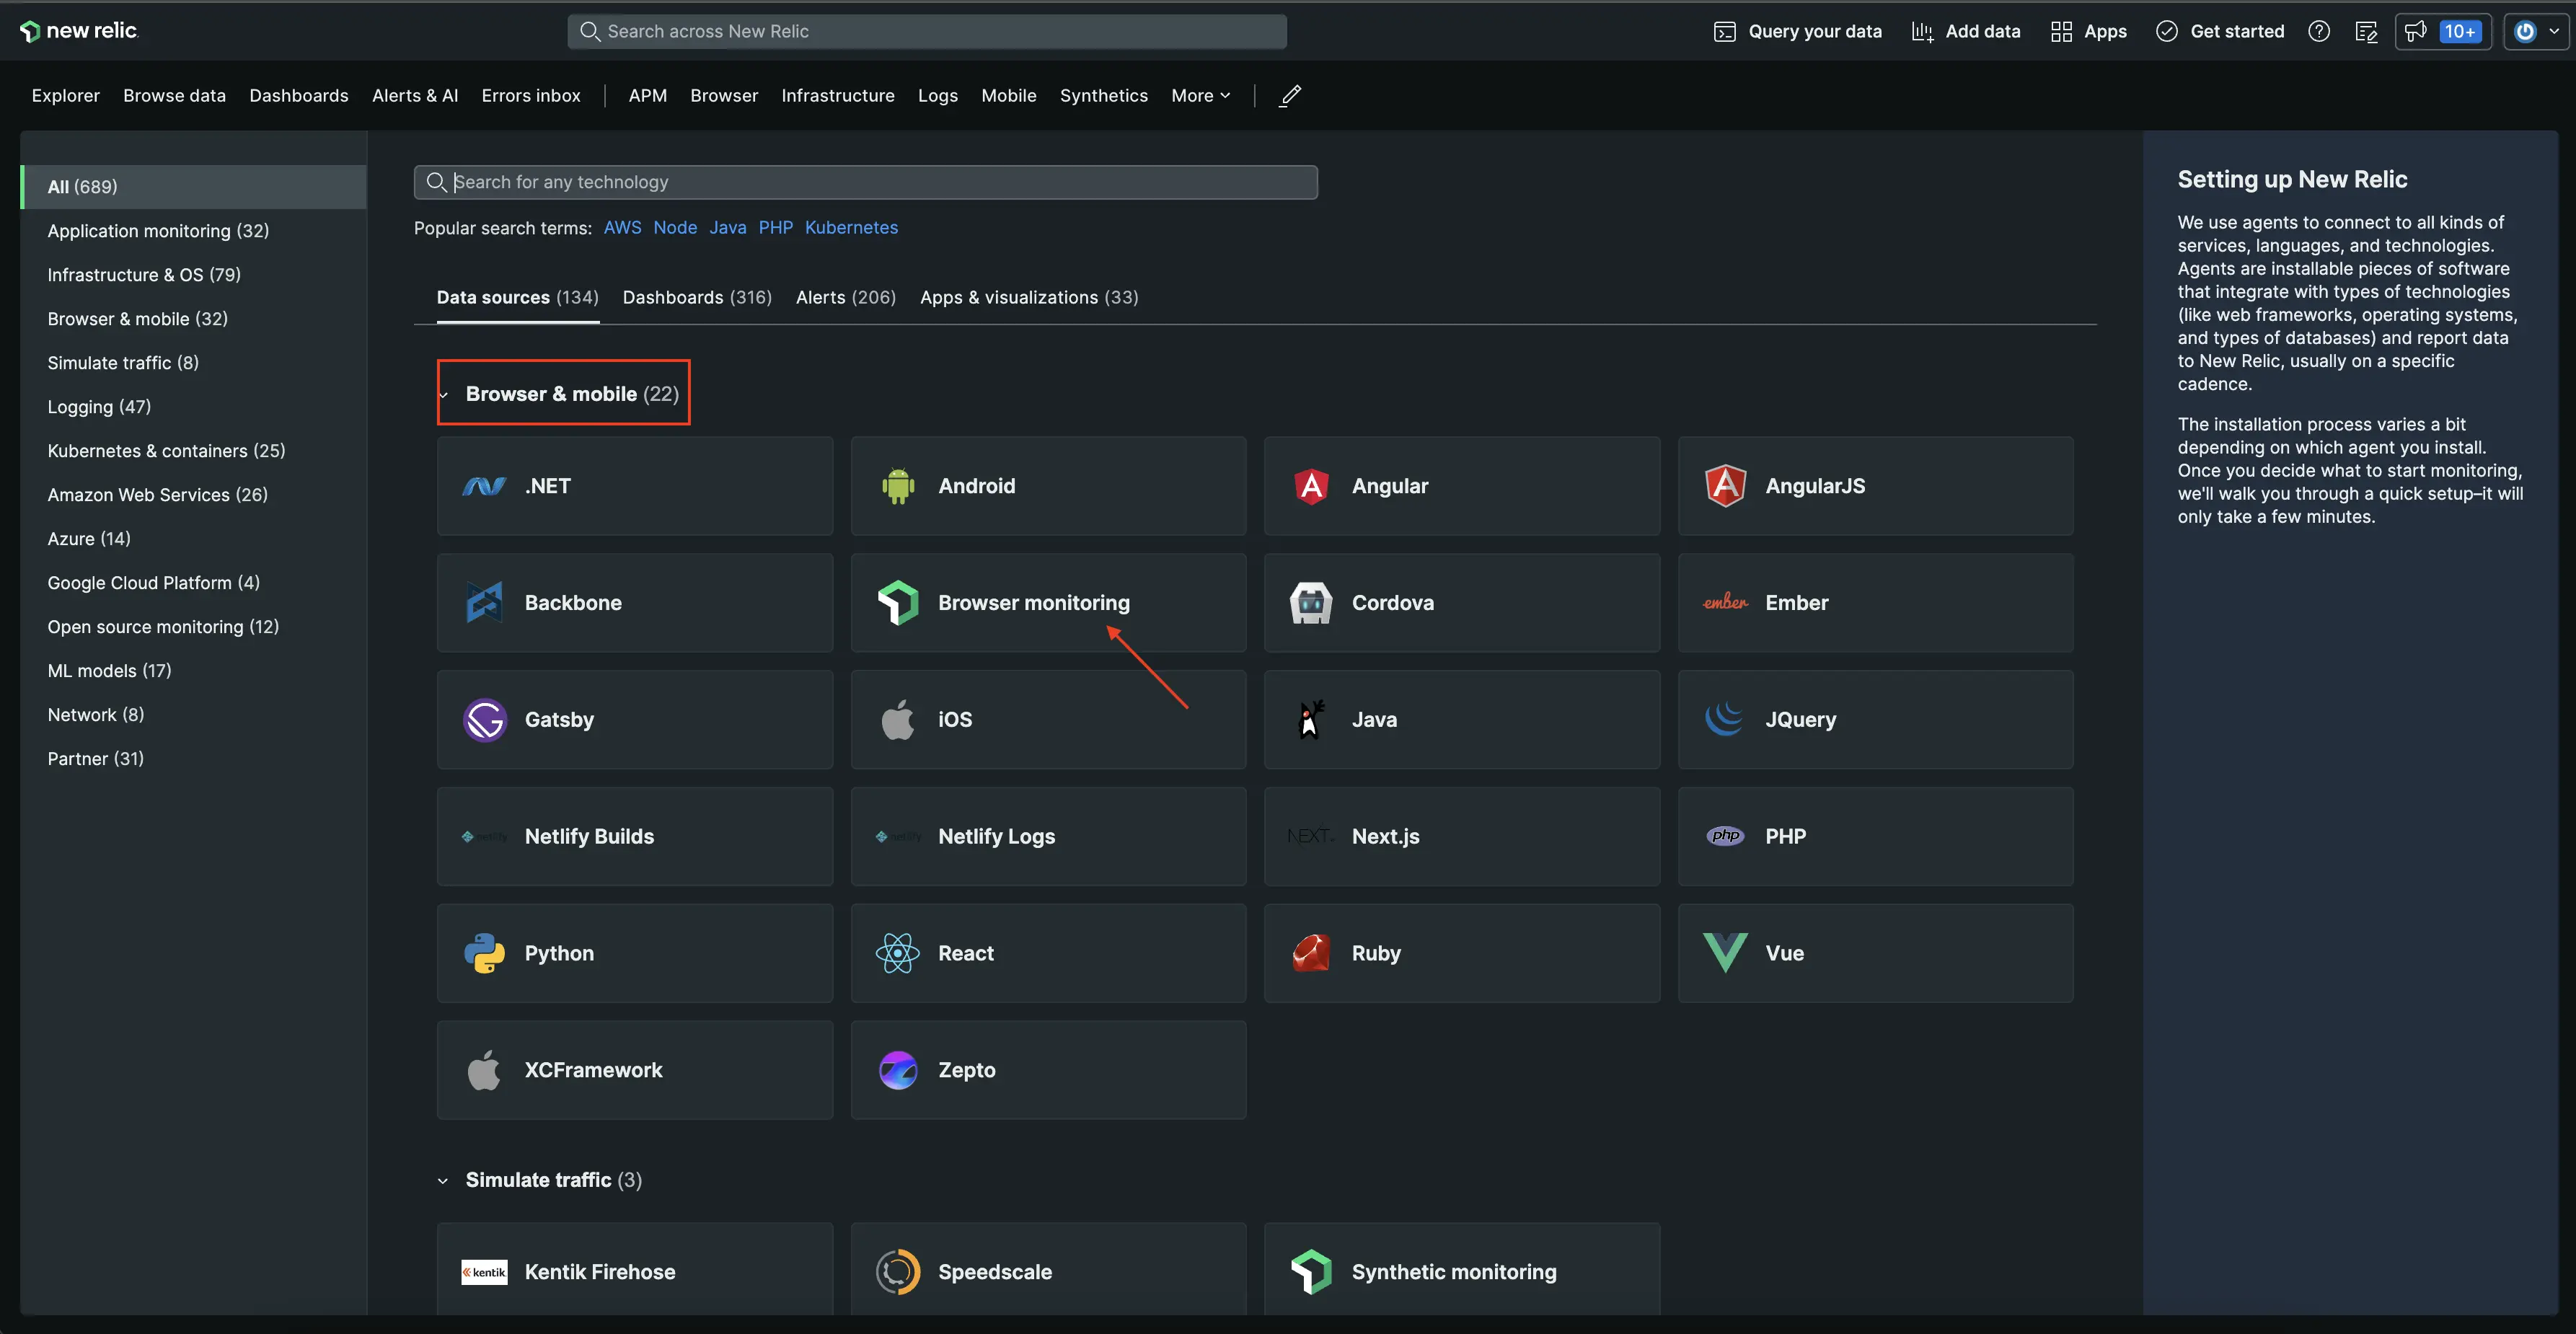 new relic
Search across New Relic
Query your data
Add data
Apps
Get started
10+
Explorer
Browse data
Dashboards
Alerts & AI
Errors inbox
APM
Browser
Infrastructure
Logs
Mobile
Synthetics
More
All (689)
Application monitoring (32)
Infrastructure & OS (79)
Browser & mobile (32)
Simulate traffic (8)
Logging (47)
Kubernetes & containers (25)
Amazon Web Services (26)
Azure (14)
Google Cloud Platform (4)
Open source monitoring (12)
ML models (17)
Network (8)
Partner (31)
Search for any technology
Popular search terms: AWS Node Java PHP Kubernetes
Data sources (134)
Dashboards (316)
Alerts (206)
Apps & visualizations (33)
Browser & mobile (22)
.NET
Android
Angular
AngularJS
Backbone
Browser monitoring
Cordova
ember
Ember
Gatsby
iOS
Java
JQuery
netlify
Netlify Builds
netlify
Netlify Logs
NEXT
Next.js
php
PHP
Python
React
Ruby
Vue
XCFramework
Zepto
Simulate traffic (3)
kentik
Kentik Firehose
Speedscale
Synthetic monitoring
Setting up New Relic
We use agents to connect to all kinds of
services, languages, and technologies.
Agents are installable pieces of software
that integrate with types of technologies
(like web frameworks, operating systems,
and types of databases) and report data
to New Relic, usually on a specific
cadence.
The installation process varies a bit
depending on which agent you install.
Once you decide what to start monitoring,
we'll walk you through a quick setup–it will
only take a few minutes.